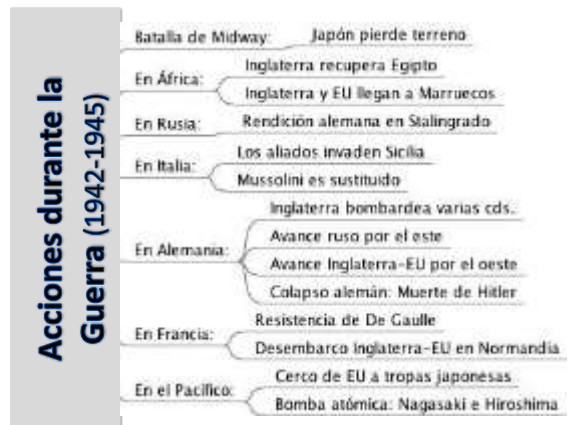 Acciones durante la
Guerra (1942-1945)
Batalla de Midway:
Japón pierde terreno
En África:
Inglaterra recupera Egipto
Inglaterra y EU llegan a Marruecos
En Rusia:
Rendición alemana en Stalingrado
En Italia:
Los aliados invaden Sicilia
Mussolini es sustituido
En Alemania:
Inglaterra bombardea varias cds.
Avance ruso por el este
Avance Inglaterra-EU por el oeste
Colapso alemán: Muerte de Hitler
En Francia:
Resistencia de De Gaulle
Desembarco Inglaterra-EU en Normandía
En el Pacífico:
Cerco de EU a tropas japonesas
Bomba atómica: Nagasaki e Hiroshima